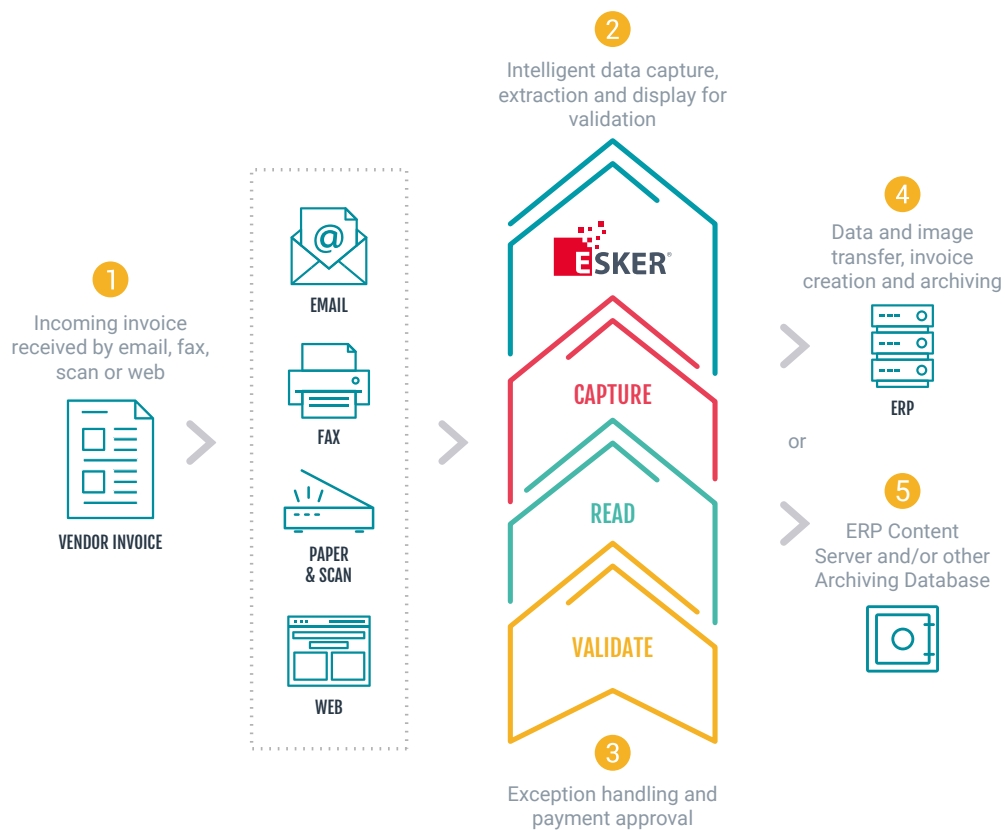 1
Incoming invoice
received by email, fax,
scan or web
VENDOR INVOICE
@
EMAIL
FAX
PAPER
& SCAN
WEB
2
Intelligent data capture,
extraction and display for
validation
ESKER®
CAPTURE
READ
VALIDATE
3
Exception handling and
payment approval
4
Data and image
transfer, invoice
creation and archiving
ERP
or
5
ERP Content
Server and/or other
Archiving Database